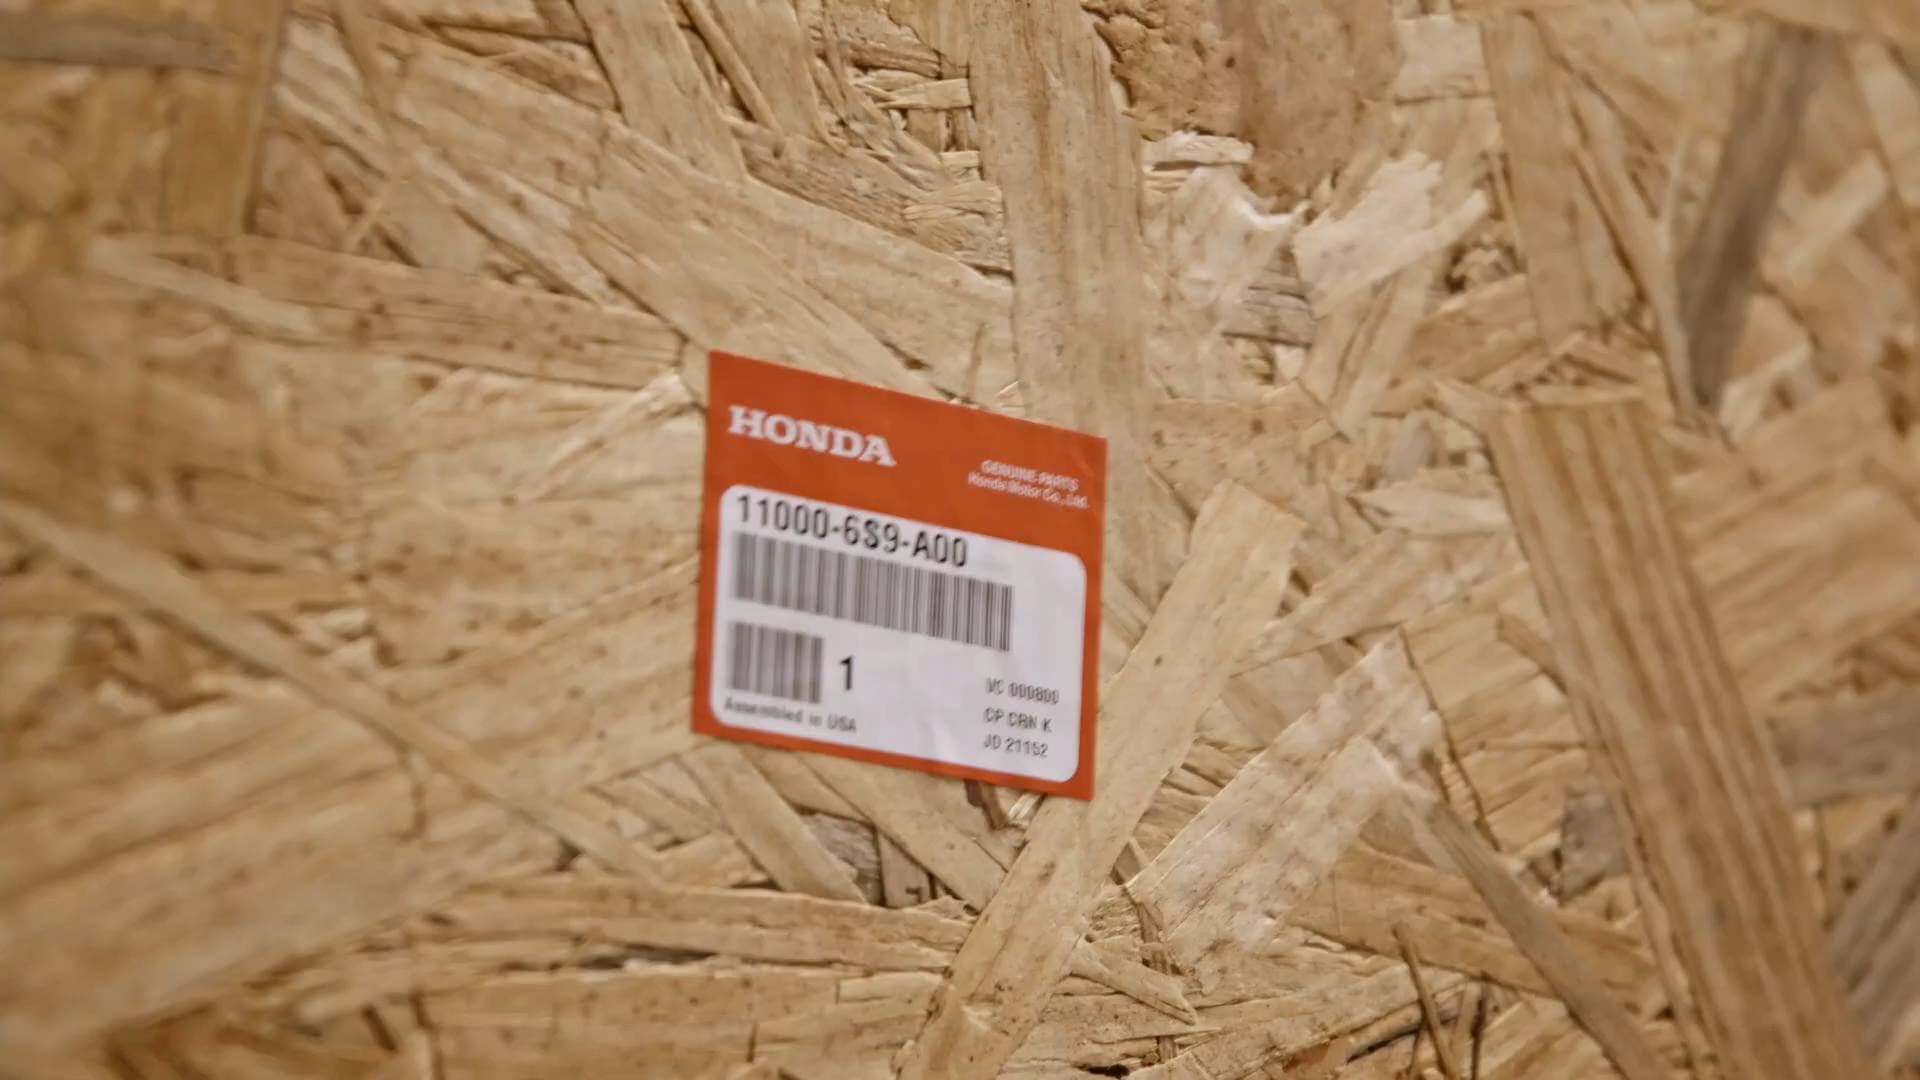 HONDA
GENUINE PARTS
Honda Motor Co., Ltd.
11000-6S9-A00
1
VC 000800
CP CRN K
Assembled in USA
JD 21152